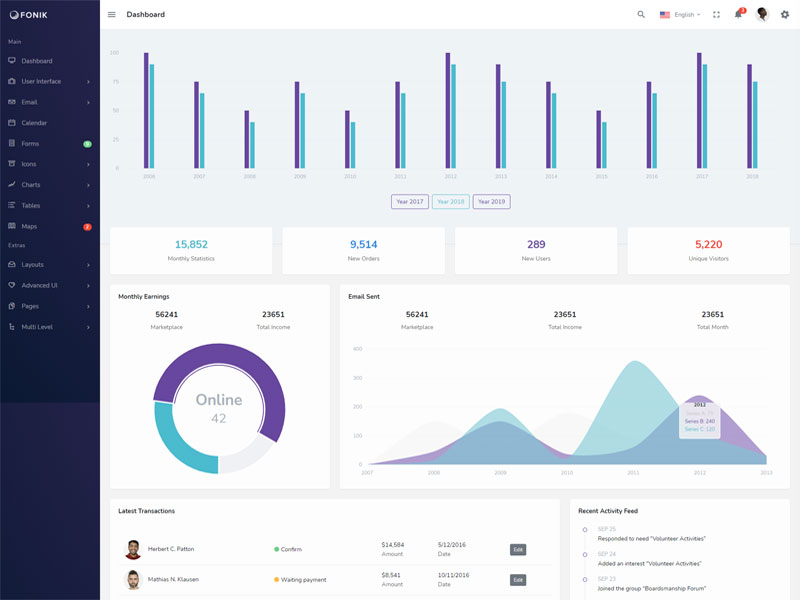 FONIK
Dashboard
English
3
Main
Dashboard
User Interface
Email
Calendar
Forms
Icons
Charts
Tables
Maps
2
Extras
Layouts
Advanced UI
Pages
Multi Level
100
75
50
25
0
2006 2007 2008 2009 2010 2011 2012 2013 2014 2015 2016 2017 2018
Year 2017 Year 2018 Year 2019
15,852
Monthly Statistics
9,514
New Orders
289
New Users
5,220
Unique Visitors
Monthly Earnings
56241 23651
Marketplace Total Income
Online
42
Email Sent
56241 23651 23651
Marketplace Total Income Total Month
400
300
200
100
0
2012
Series B: 240
Series C: 120
2007 2008 2009 2010 2011 2012 2013
Latest Transactions
Herbert C. Patton Confirm $14,584 Amount 5/12/2016 Date Edit
Mathias N. Klausen Waiting payment $8,541 Amount 10/11/2016 Date Edit
Recent Activity Feed
SEP 25
Responded to need "Volunteer Activities"
SEP 24
Added an interest "Volunteer Activities"
SEP 23
Joined the group "Boardsmanship Forum"